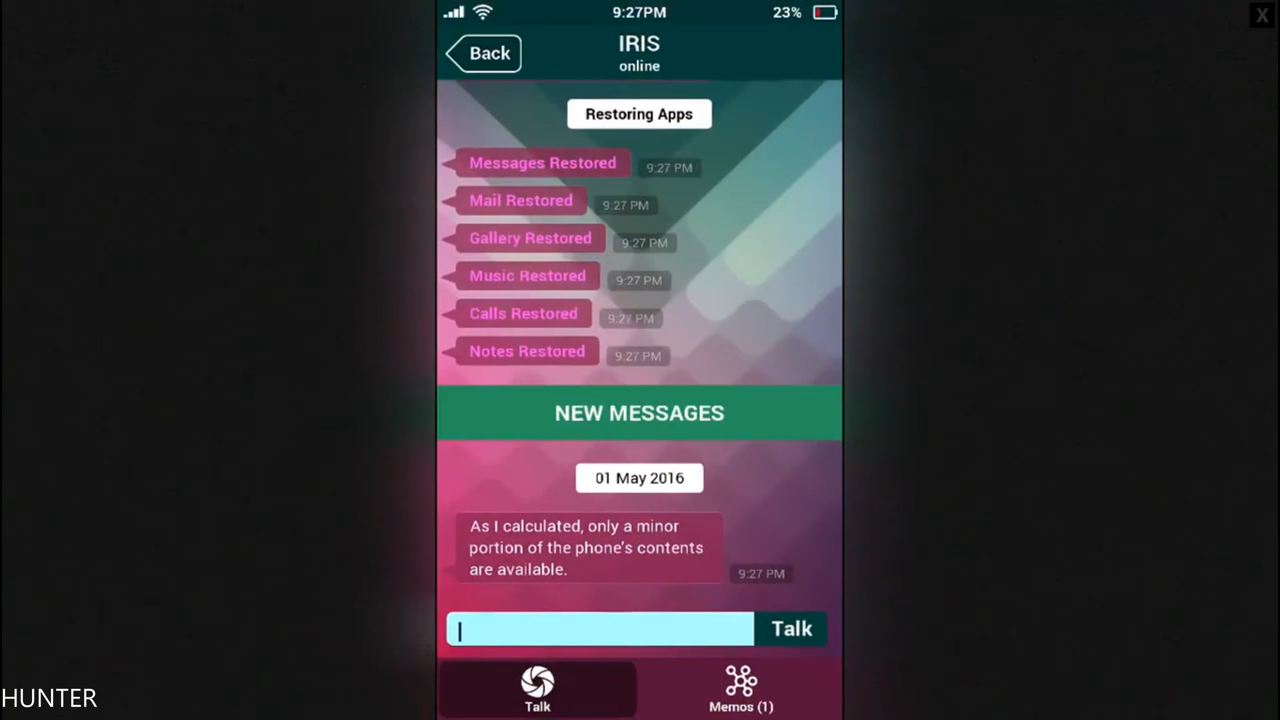 9:27PM
23%
X
Back
IRIS
online
Restoring Apps
Messages Restored
9:27 PM
Mail Restored
9:27 PM
Gallery Restored
9:27 PM
Music Restored
9:27 PM
Calls Restored
9:27 PM
Notes Restored
9:27 PM
NEW MESSAGES
01 May 2016
As I calculated, only a minor
portion of the phone's contents
are available.
9:27 PM
Talk
Talk
Memos (1)
HUNTER